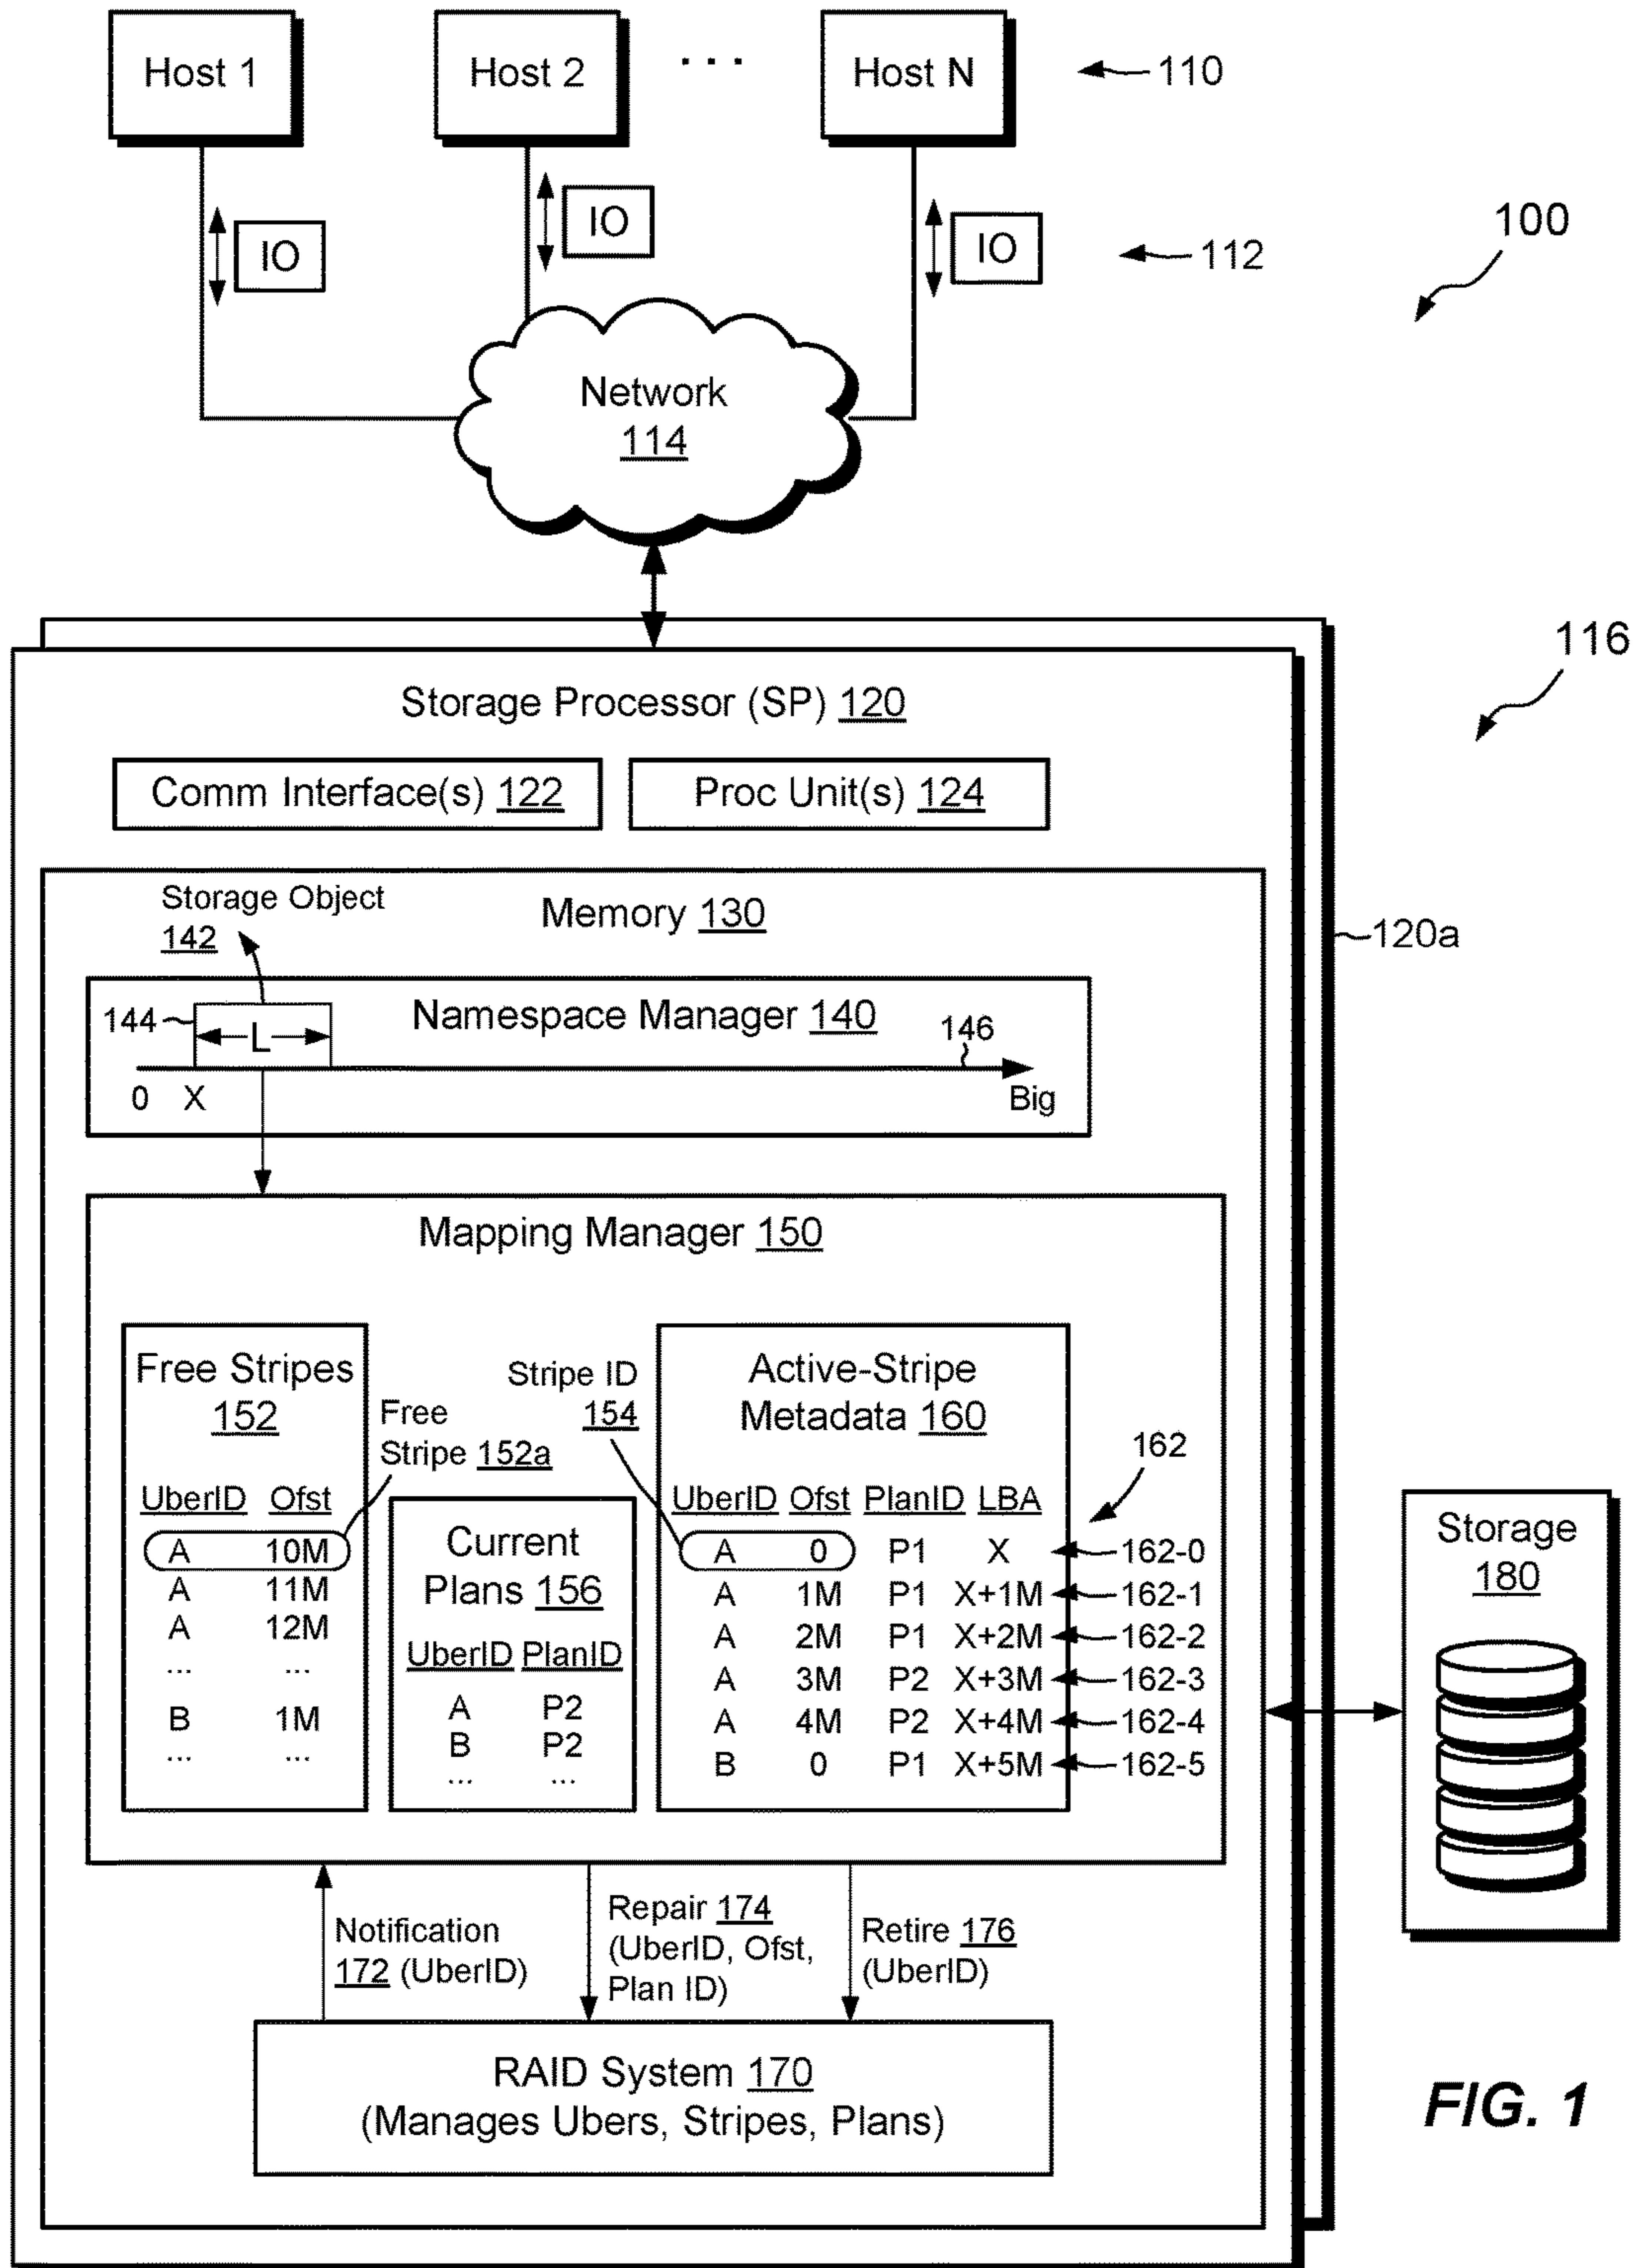 Host 1
Host 2
...
Host N
110
IO
IO
IO
112
100
Network
114
116
Storage Processor (SP) 120
Comm Interface(s) 122
Proc Unit(s) 124
Storage Object
142
Memory 130
120a
144
L
Namespace Manager 140
146
0 X Big
Mapping Manager 150
Free Stripes
152
UberID Ofst
A 10M
A 11M
A 12M
... ...
B 1M
... ...
Free
Stripe 152a
Stripe ID
154
Current
Plans 156
UberID PlanID
A P2
B P2
... ...
Active-Stripe
Metadata 160
162
UberID Ofst PlanID LBA
A 0 P1 X 162-0
A 1M P1 X+1M 162-1
A 2M P1 X+2M 162-2
A 3M P2 X+3M 162-3
A 4M P2 X+4M 162-4
B 0 P1 X+5M 162-5
Storage
180
Notification
172 (UberID)
Repair 174
(UberID, Ofst,
Plan ID)
Retire 176
(UberID)
RAID System 170
(Manages Ubers, Stripes, Plans)
FIG. 1